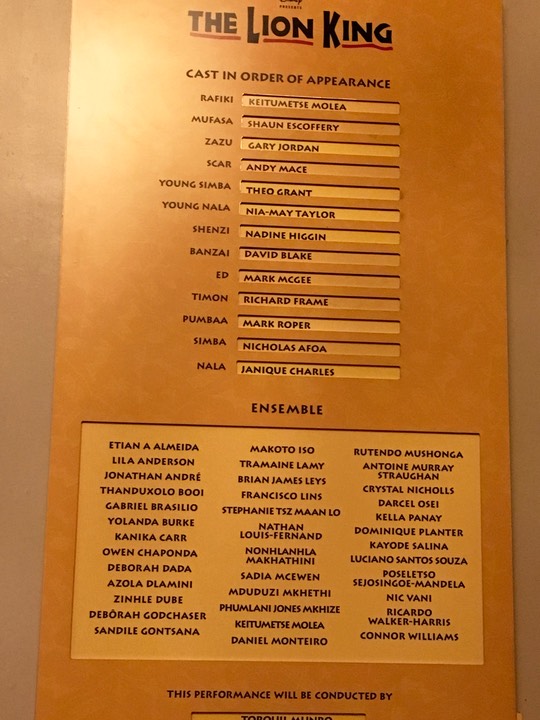 Disney
PRESENTS
THE LION KING
CAST IN ORDER OF APPEARANCE
RAFIKI KEITUMETSE MOLEA
MUFASA SHAUN ESCOFFERY
ZAZU GARY JORDAN
SCAR ANDY MACE
YOUNG SIMBA THEO GRANT
YOUNG NALA NIA-MAY TAYLOR
SHENZI NADINE HIGGIN
BANZAI DAVID BLAKE
ED MARK MCGEE
TIMON RICHARD FRAME
PUMBAA MARK ROPER
SIMBA NICHOLAS AFOA
NALA JANIQUE CHARLES
ENSEMBLE
ETIAN A ALMEIDA
LILA ANDERSON
JONATHAN ANDRÉ
THANDUXOLO BOOI
GABRIEL BRASILIO
YOLANDA BURKE
KANIKA CARR
OWEN CHAPONDA
DEBORAH DADA
AZOLA DLAMINI
ZINHLE DUBE
DEBÔRAH GODCHASER
SANDILE GONTSANA
MAKOTO ISO
TRAMAINE LAMY
BRIAN JAMES LEYS
FRANCISCO LINS
STEPHANIE TSZ MAAN LO
NATHAN
LOUIS-FERNAND
NONHLANHLA
MAKHATHINI
SADIA MCEWEN
MDUDUZI MKHETHI
PHUMLANI JONES MKHIZE
KEITUMETSE MOLEA
DANIEL MONTEIRO
RUTENDO MUSHONGA
ANTOINE MURRAY
STRAUGHAN
CRYSTAL NICHOLLS
DARCEL OSEI
KELLA PANAY
DOMINIQUE PLANTER
KAYODE SALINA
LUCIANO SANTOS SOUZA
POSELETSO
SEJOSINGOE-MANDELA
NIC VANI
RICARDO
WALKER-HARRIS
CONNOR WILLIAMS
THIS PERFORMANCE WILL BE CONDUCTED BY
TORQUIL MUNRO